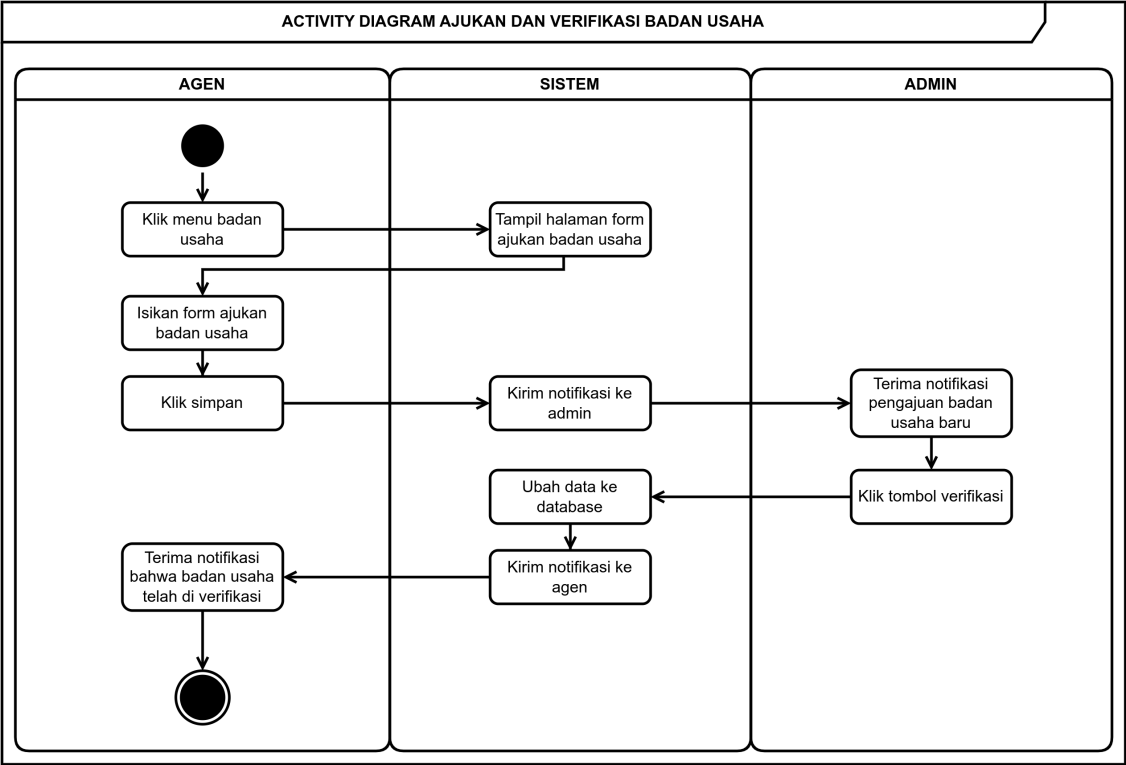 ACTIVITY DIAGRAM AJUKAN DAN VERIFIKASI BADAN USAHA
AGEN
SISTEM
ADMIN
Klik menu badan
usaha
Tampil halaman form
ajukan badan usaha
Isikan form ajukan
badan usaha
Klik simpan
Kirim notifikasi ke
admin
Terima notifikasi
pengajuan badan
usaha baru
Klik tombol verifikasi
Ubah data ke
database
Kirim notifikasi ke
agen
Terima notifikasi
bahwa badan usaha
telah di verifikasi